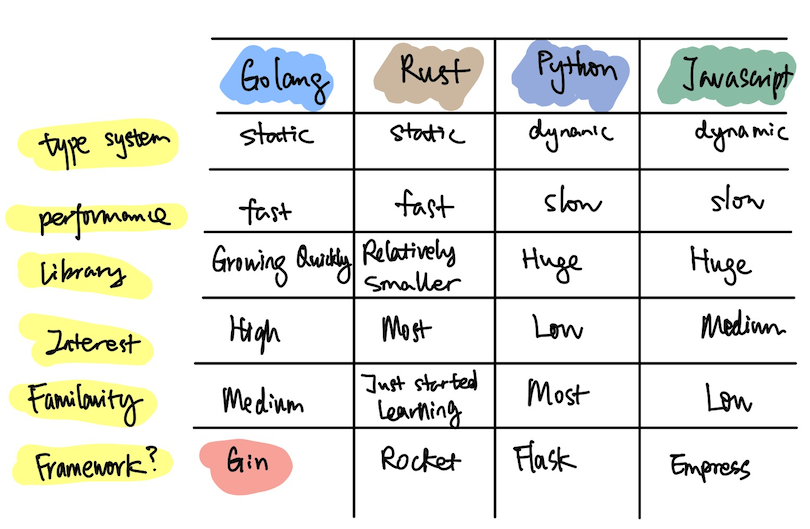 Golang Rust Python Javascript
type system static static dynamic dynamic
performance fast fast slow slow
Library Growing Quickly Relatively smaller Huge Huge
Interest High Most Low Medium
Familarity Medium Just started learning Most Low
Framework? Gin Rocket Flask Empress